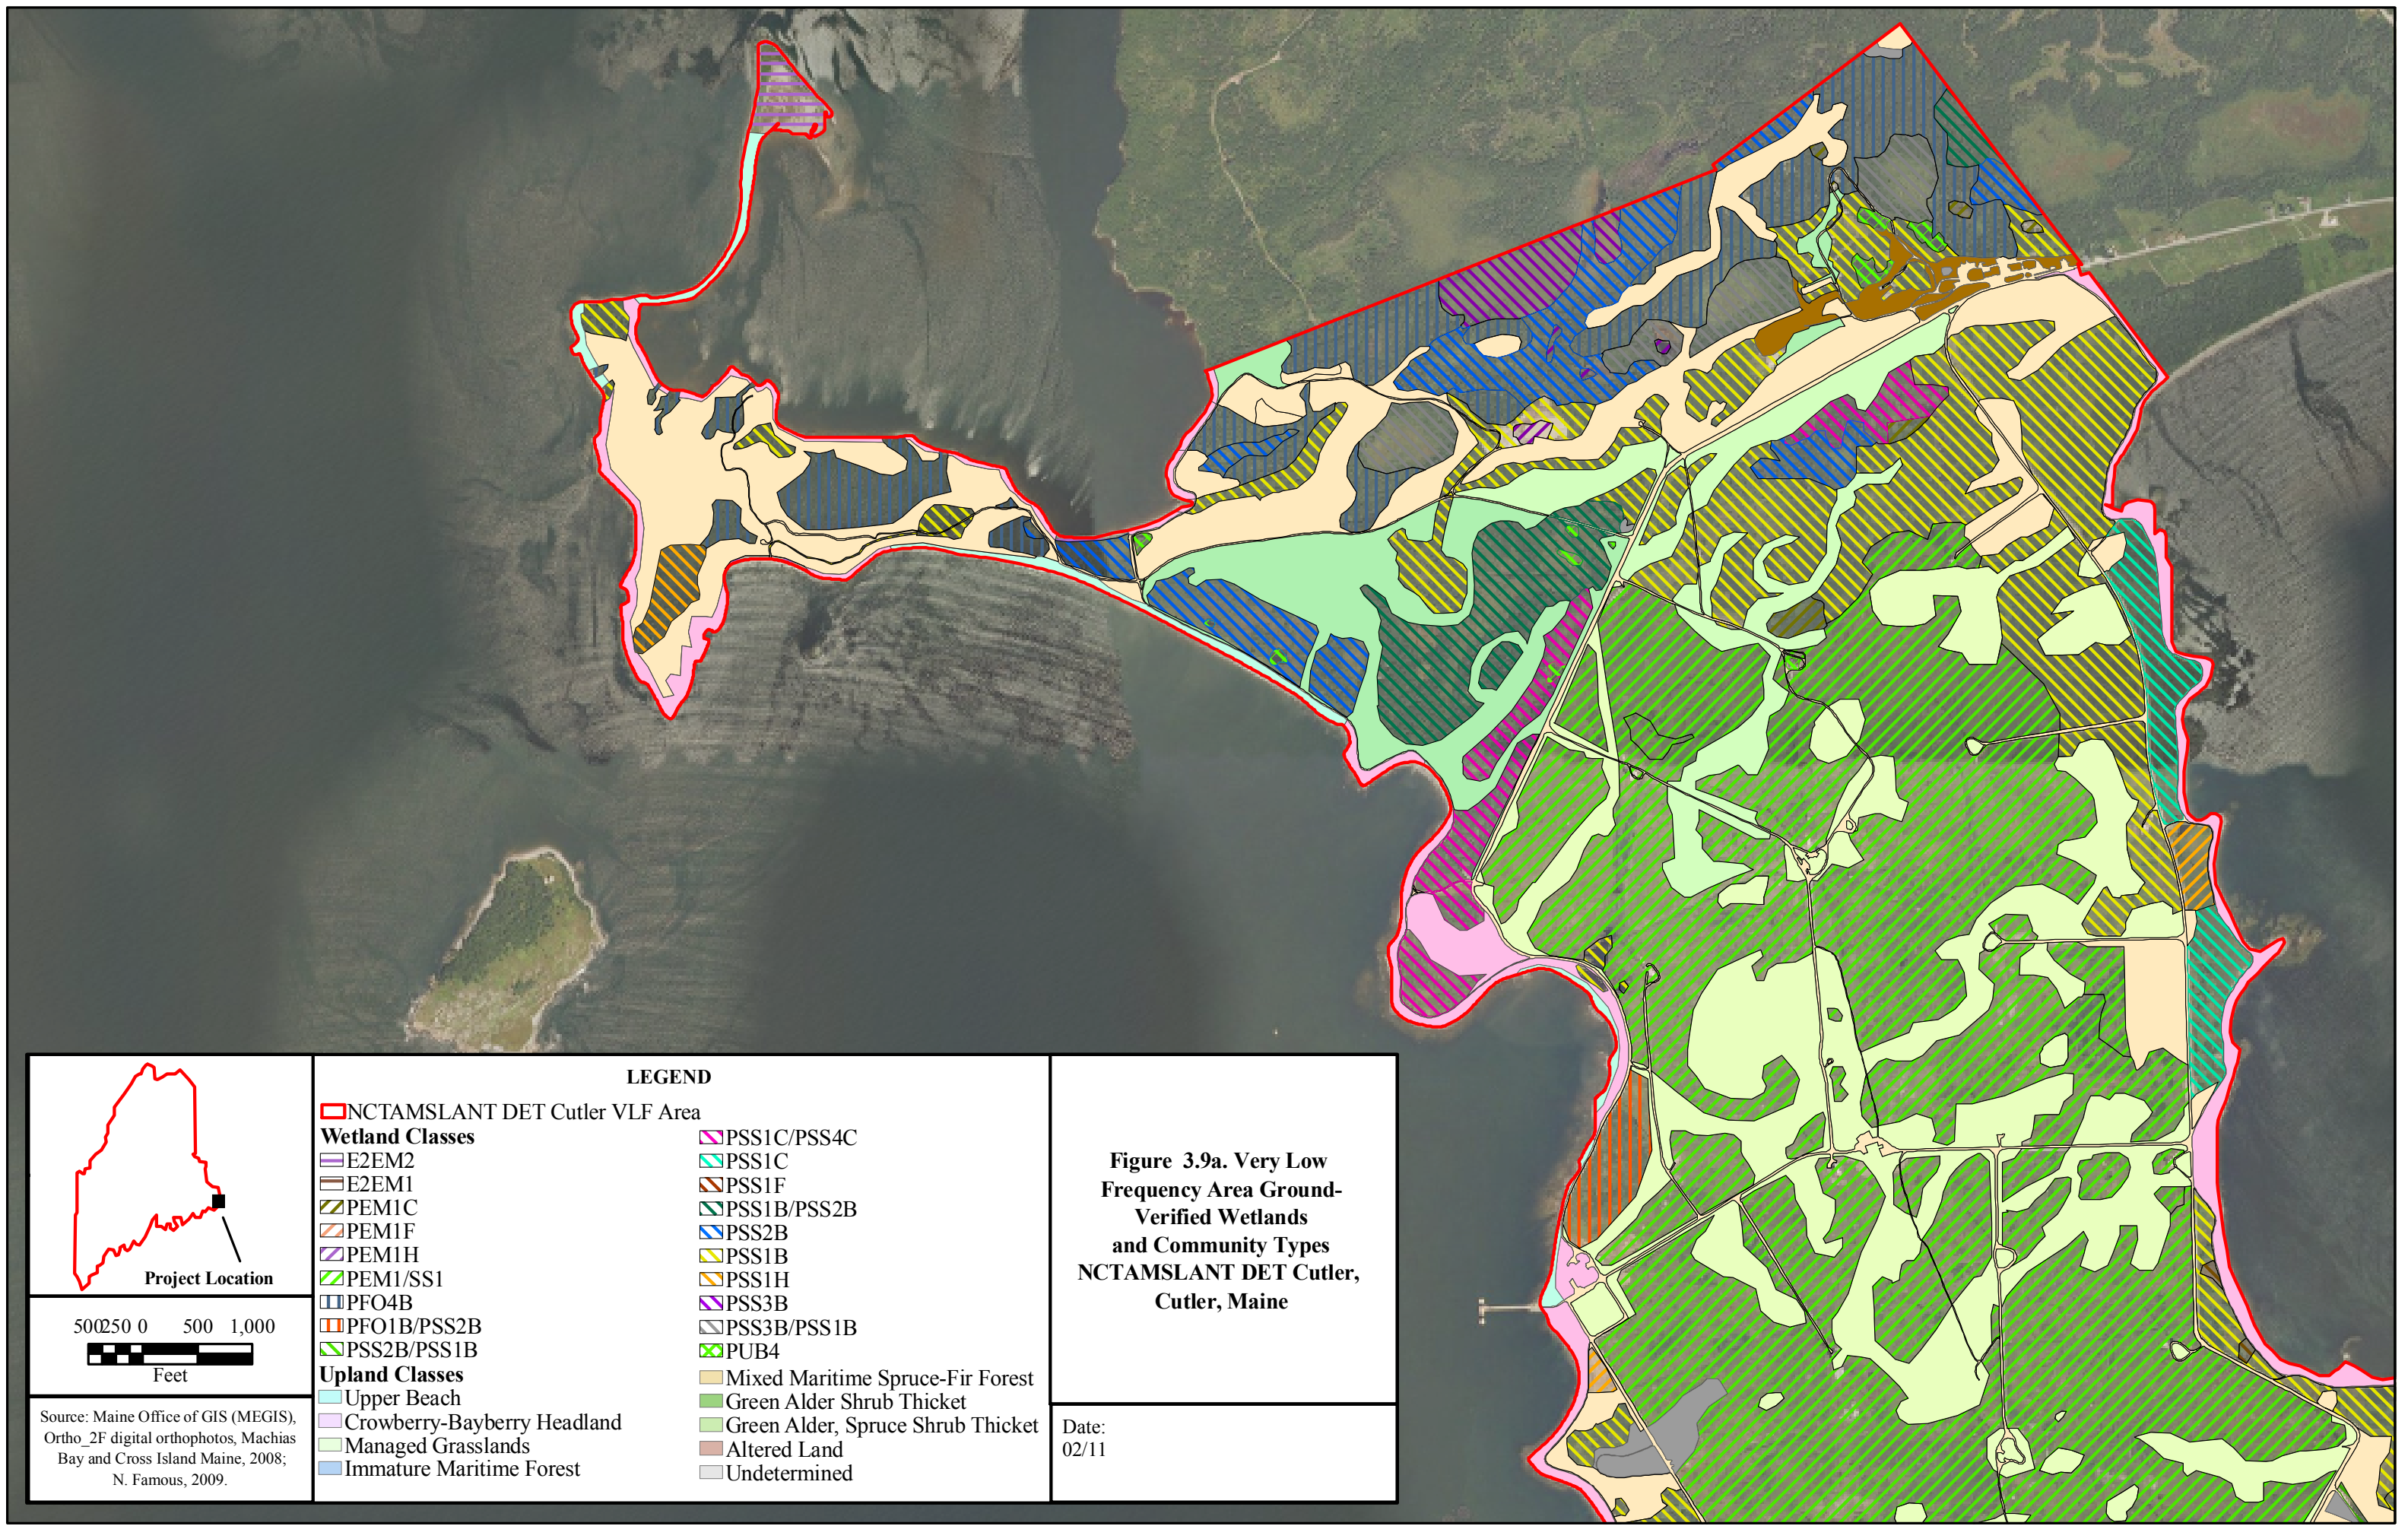 Project Location
500 250 0 500 1,000
Feet
Source: Maine Office of GIS (MEGIS),
Ortho_2F digital orthophotos, Machias
Bay and Cross Island Maine, 2008;
N. Famous, 2009.
LEGEND
NCTAMSLANT DET Cutler VLF Area
Wetland Classes
E2EM2
E2EM1
PEM1C
PEM1F
PEM1H
PEM1/SS1
PFO4B
PFO1B/PSS2B
PSS2B/PSS1B
PSS1C/PSS4C
PSS1C
PSS1F
PSS1B/PSS2B
PSS2B
PSS1B
PSS1H
PSS3B
PSS3B/PSS1B
PUB4
Upland Classes
Upper Beach
Crowberry-Bayberry Headland
Managed Grasslands
Immature Maritime Forest
Mixed Maritime Spruce-Fir Forest
Green Alder Shrub Thicket
Green Alder, Spruce Shrub Thicket
Altered Land
Undetermined
Figure 3.9a. Very Low
Frequency Area Ground-
Verified Wetlands
and Community Types
NCTAMSLANT DET Cutler,
Cutler, Maine
Date:
02/11